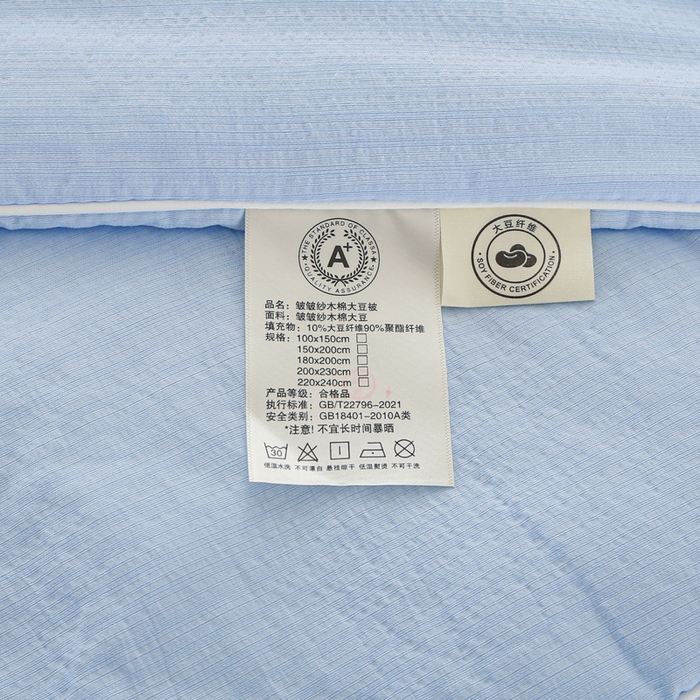 THE STANDARD OF CLASSA
A+
QUALITY ASSURANCE
大豆纤维
SOY FIBER CERTIFICATION
品名：皱皱纱木棉大豆被
面料：皱皱纱木棉大豆
填充物：10%大豆纤维90%聚酯纤维
规格：100x150cm □
150x200cm □
180x200cm □
200x230cm □
220x240cm □
产品等级：合格品
执行标准：GB/T22796-2021
安全类别：GB18401-2010A类
*注意！不宜长时间暴晒
30
低温水洗 不可漂白 悬挂晾干 低温熨烫 不可干洗